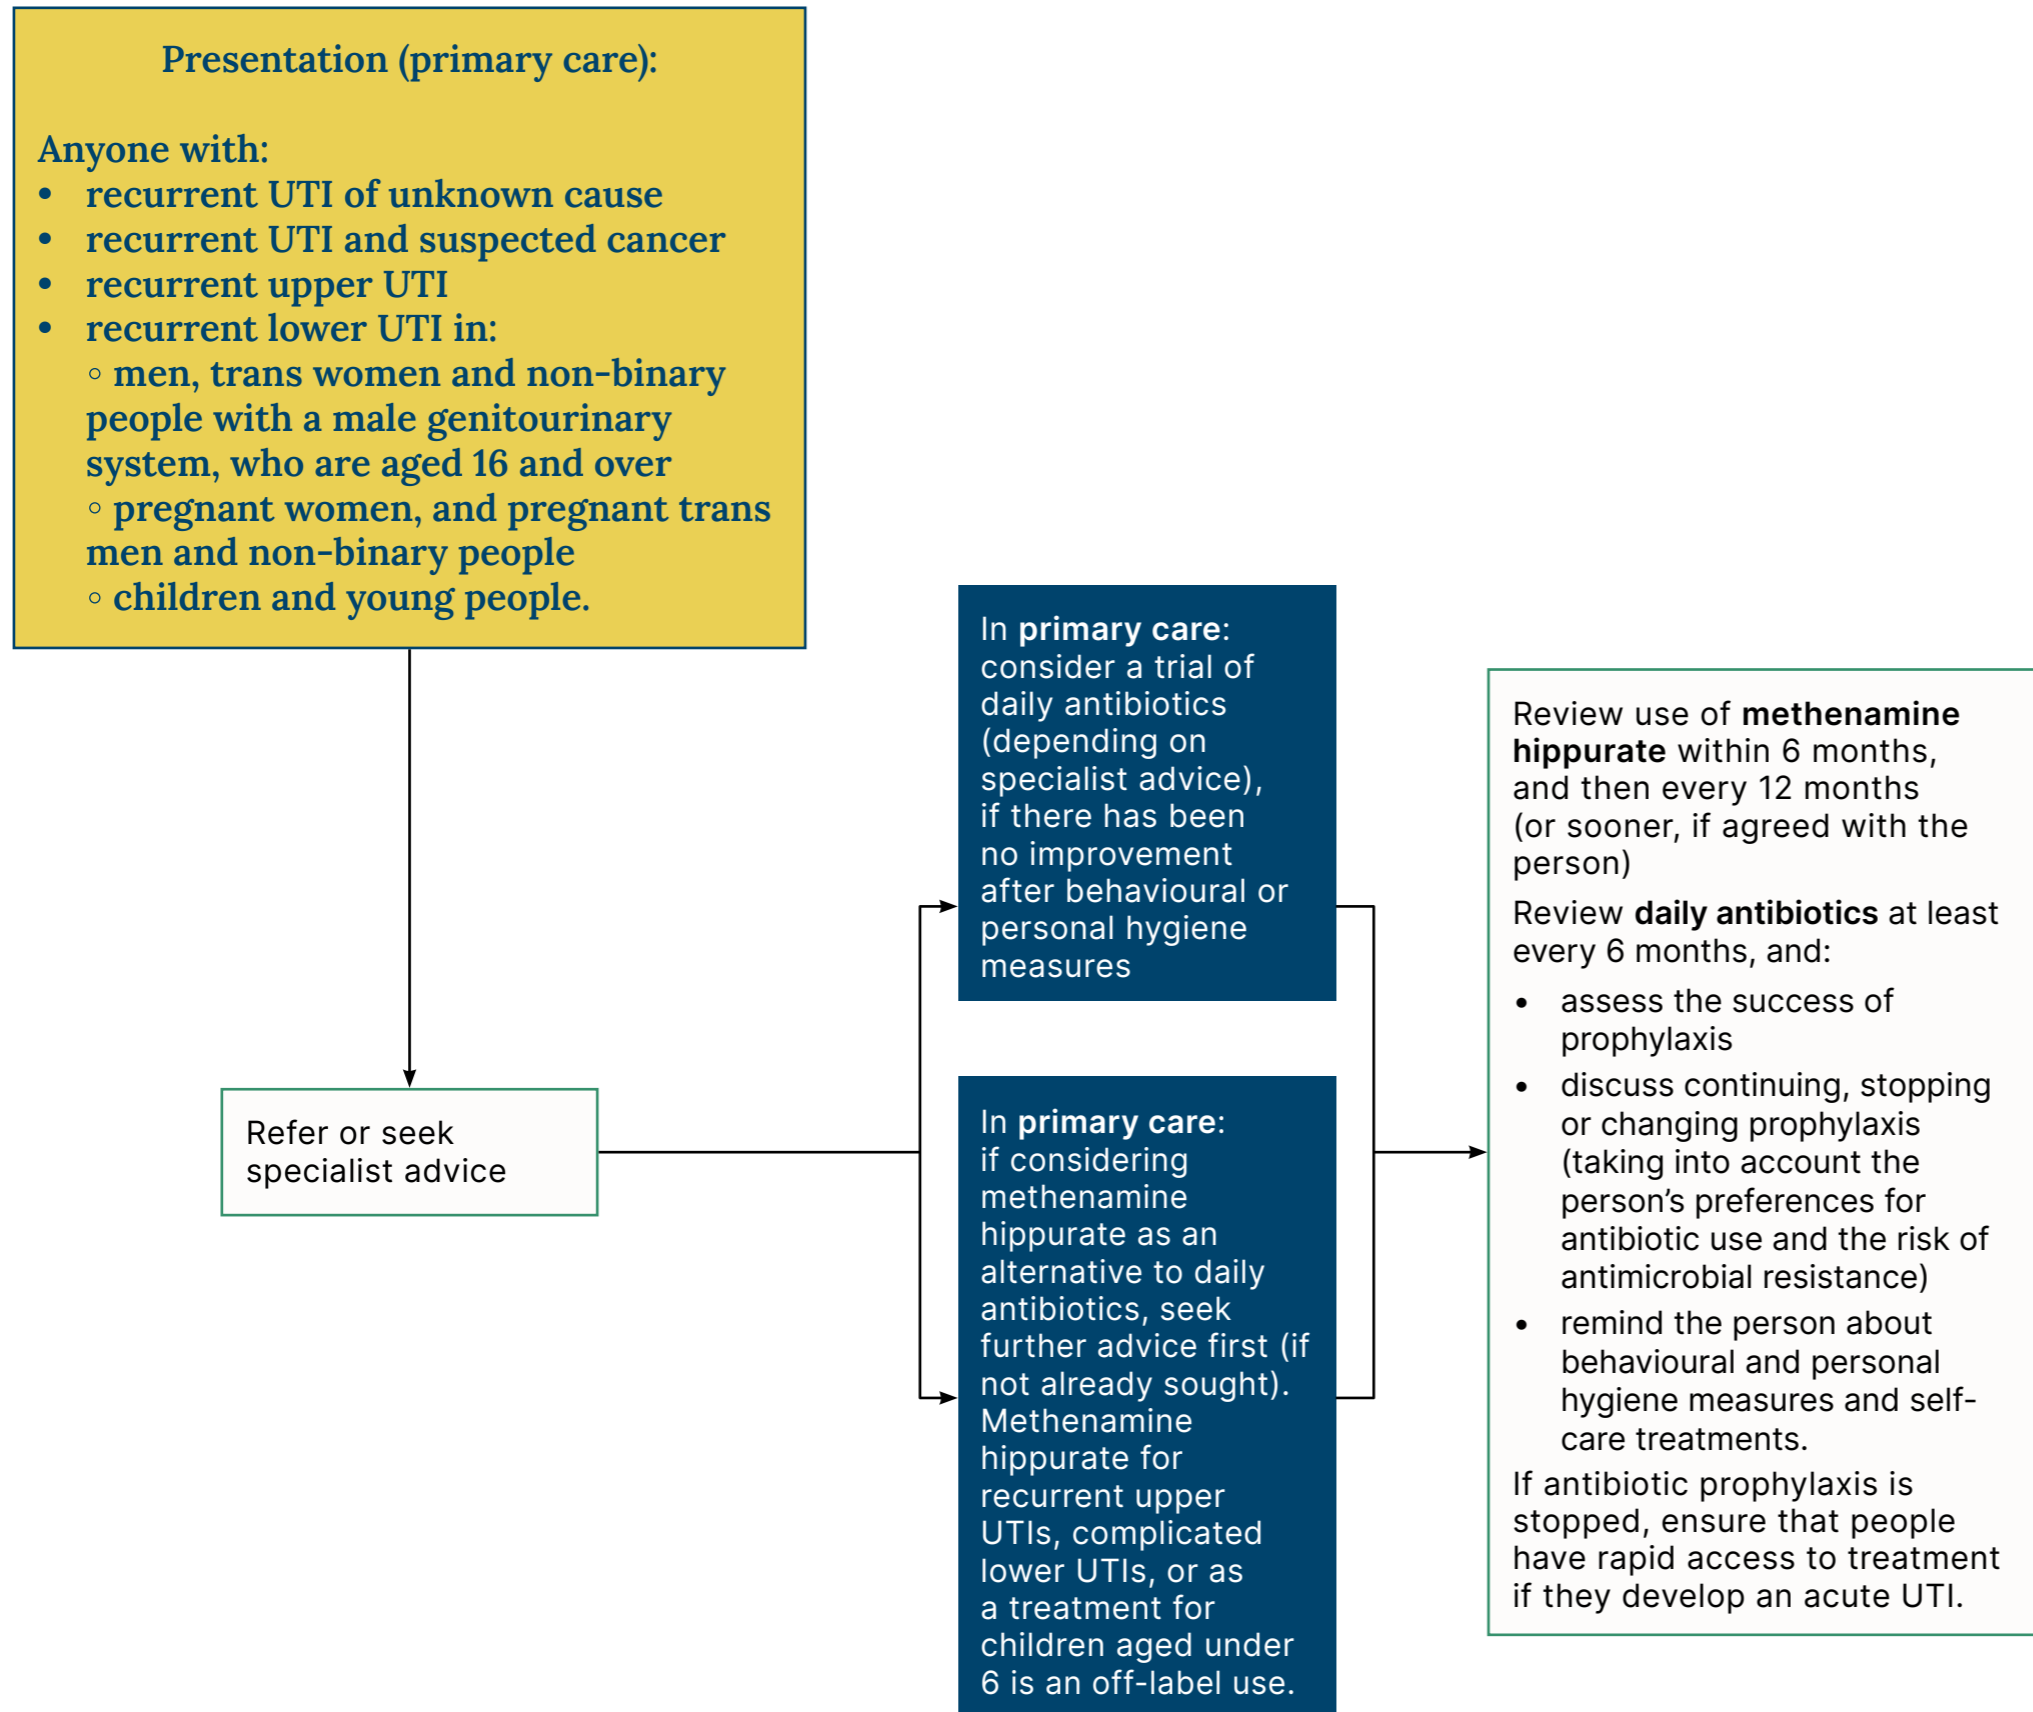 Presentation (primary care):
Anyone with:
• recurrent UTI of unknown cause
• recurrent UTI and suspected cancer
• recurrent upper UTI
• recurrent lower UTI in:
◦ men, trans women and non-binary
people with a male genitourinary
system, who are aged 16 and over
◦ pregnant women, and pregnant trans
men and non-binary people
◦ children and young people.
Refer or seek
specialist advice
In primary care:
consider a trial of
daily antibiotics
(depending on
specialist advice),
if there has been
no improvement
after behavioural or
personal hygiene
measures
In primary care:
if considering
methenamine
hippurate as an
alternative to daily
antibiotics, seek
further advice first (if
not already sought).
Methenamine
hippurate for
recurrent upper
UTIs, complicated
lower UTIs, or as
a treatment for
children aged under
6 is an off-label use.
Review use of methenamine
hippurate within 6 months,
and then every 12 months
(or sooner, if agreed with the
person)
Review daily antibiotics at least
every 6 months, and:
• assess the success of
prophylaxis
• discuss continuing, stopping
or changing prophylaxis
(taking into account the
person’s preferences for
antibiotic use and the risk of
antimicrobial resistance)
• remind the person about
behavioural and personal
hygiene measures and self-
care treatments.
If antibiotic prophylaxis is
stopped, ensure that people
have rapid access to treatment
if they develop an acute UTI.